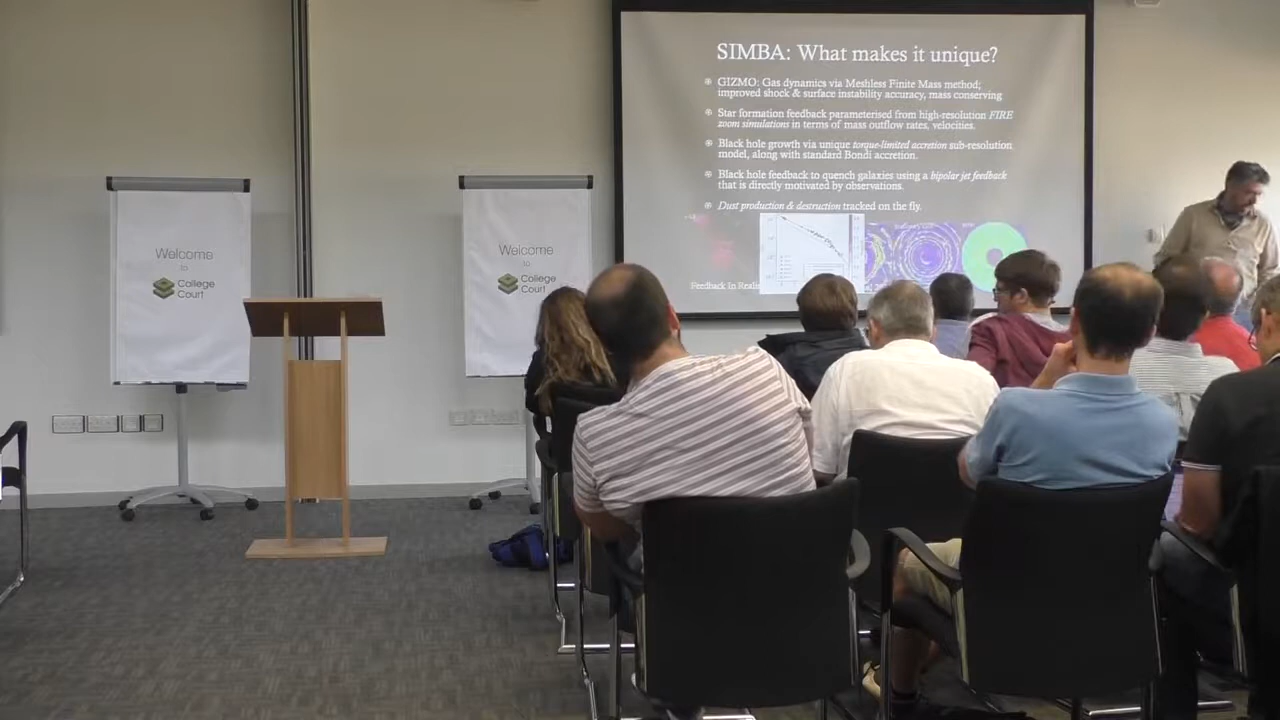 SIMBA: What makes it unique?
GIZMO: Gas dynamics via Meshless Finite Mass method;
improved shock & surface instability accuracy, mass conserving
Star formation feedback parameterised from high-resolution FIRE
zoom simulations in terms of mass outflow rates, velocities.
Black hole growth via unique torque-limited accretion sub-resolution
model, along with standard Bondi accretion.
Black hole feedback to quench galaxies using a bipolar jet feedback
that is directly motivated by observations.
Dust production & destruction tracked on the fly.
Feedback In
Welcome
to
College
Court
Welcome
to
College
Court